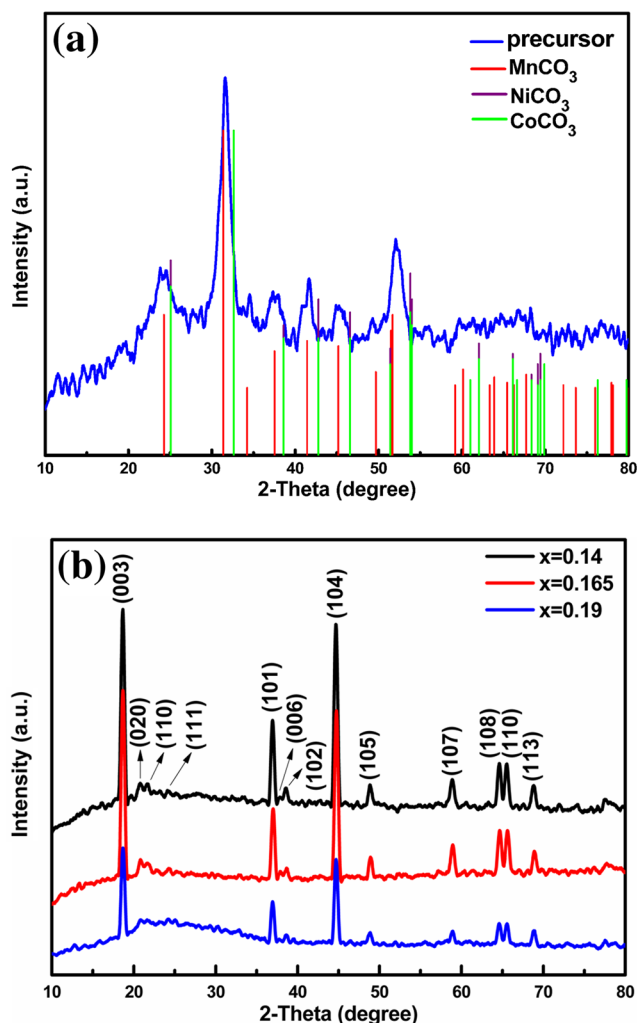 (a)
precursor
MnCO3
NiCO3
CoCO3
Intensity (a.u.)
10 20 30 40 50 60 70 80
2-Theta (degree)
(b)
x=0.14
x=0.165
x=0.19
(003)
(020)
(110)
(111)
(101)
(006)
(102)
(104)
(105)
(107)
(108)
(110)
(113)
Intensity (a.u.)
10 20 30 40 50 60 70 80
2-Theta (degree)